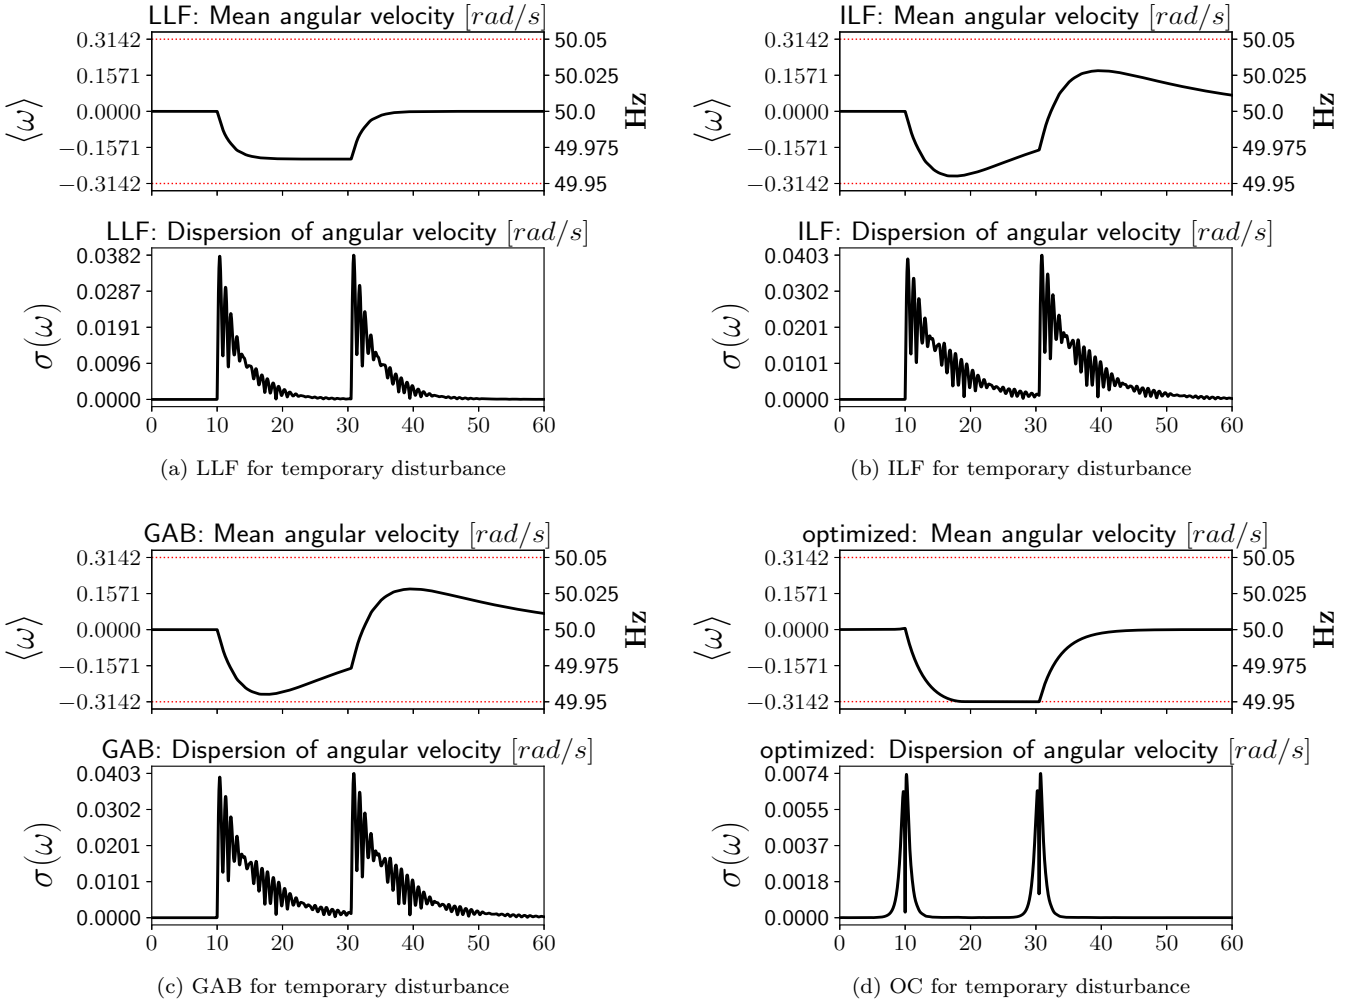 LLF: Mean angular velocity [rad/s]
0.3142
0.1571
0.0000
−0.1571
−0.3142
⟨ω⟩
50.05
50.025
50.0
49.975
49.95
Hz
LLF: Dispersion of angular velocity [rad/s]
0.0382
0.0287
0.0191
0.0096
0.0000
σ(ω)
0 10 20 30 40 50 60
(a) LLF for temporary disturbance
ILF: Mean angular velocity [rad/s]
0.3142
0.1571
0.0000
−0.1571
−0.3142
⟨ω⟩
50.05
50.025
50.0
49.975
49.95
Hz
ILF: Dispersion of angular velocity [rad/s]
0.0403
0.0302
0.0201
0.0101
0.0000
σ(ω)
0 10 20 30 40 50 60
(b) ILF for temporary disturbance
GAB: Mean angular velocity [rad/s]
0.3142
0.1571
0.0000
−0.1571
−0.3142
⟨ω⟩
50.05
50.025
50.0
49.975
49.95
Hz
GAB: Dispersion of angular velocity [rad/s]
0.0403
0.0302
0.0201
0.0101
0.0000
σ(ω)
0 10 20 30 40 50 60
(c) GAB for temporary disturbance
optimized: Mean angular velocity [rad/s]
0.3142
0.1571
0.0000
−0.1571
−0.3142
⟨ω⟩
50.05
50.025
50.0
49.975
49.95
Hz
optimized: Dispersion of angular velocity [rad/s]
0.0074
0.0055
0.0037
0.0018
0.0000
σ(ω)
0 10 20 30 40 50 60
(d) OC for temporary disturbance